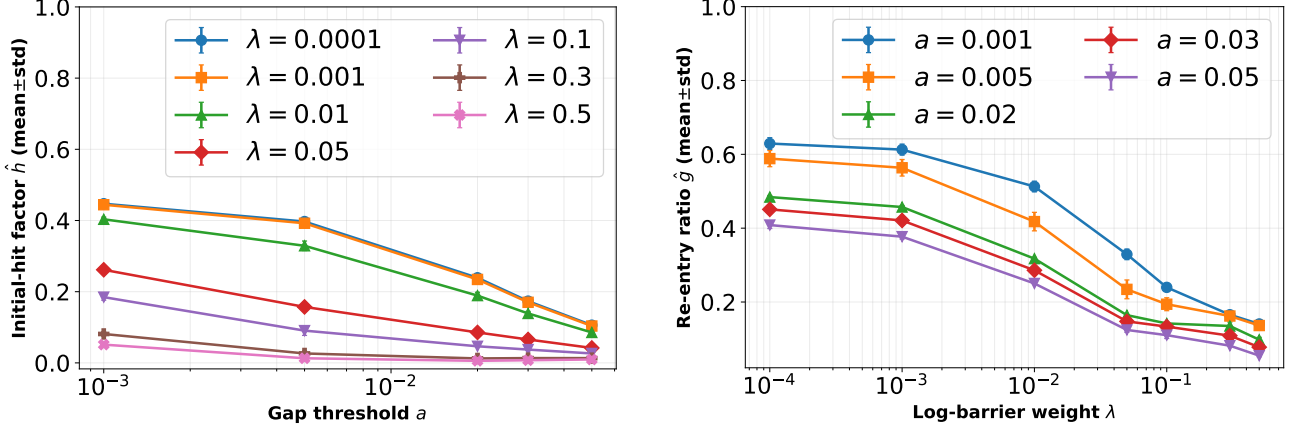 Initial-hit factor ĥ (mean±std)
1.0
0.8
0.6
0.4
0.2
0.0
λ = 0.0001
λ = 0.001
λ = 0.01
λ = 0.05
λ = 0.1
λ = 0.3
λ = 0.5
10⁻³
10⁻²
Gap threshold a
Re-entry ratio ĝ (mean±std)
1.0
0.8
0.6
0.4
0.2
a = 0.001
a = 0.005
a = 0.02
a = 0.03
a = 0.05
10⁻⁴
10⁻³
10⁻²
10⁻¹
Log-barrier weight λ